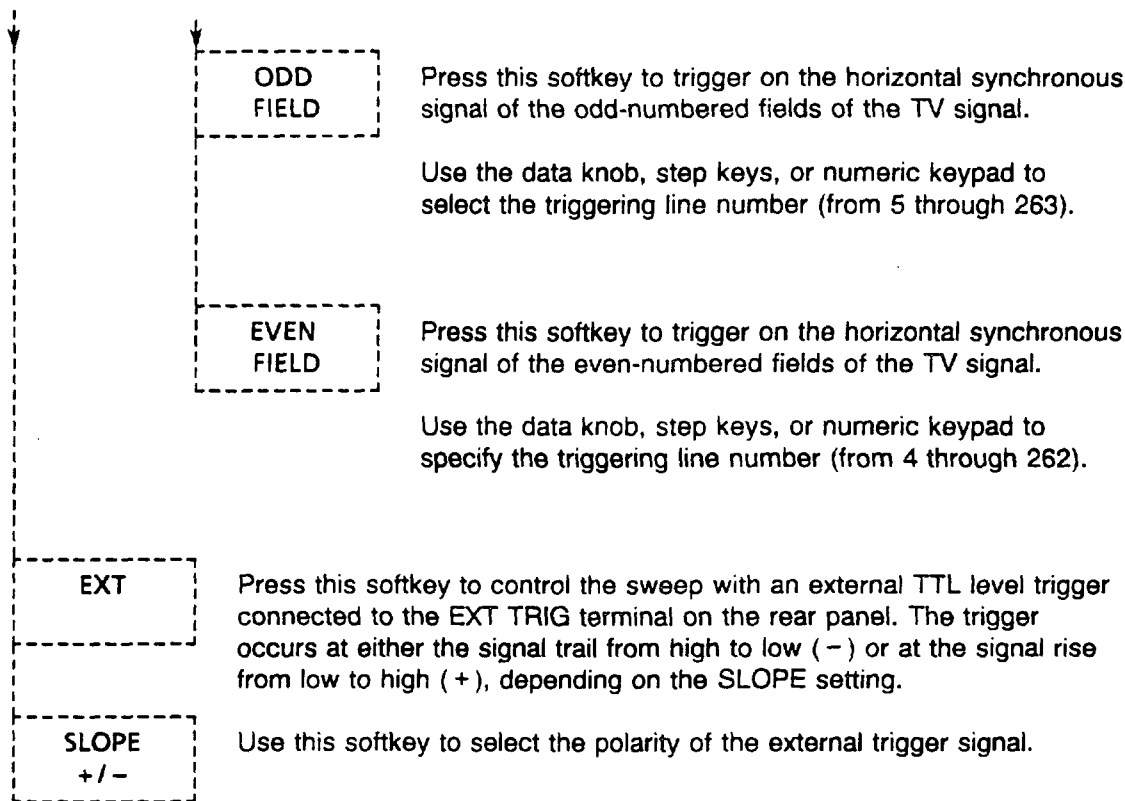 ODD
FIELD
Press this softkey to trigger on the horizontal synchronous
signal of the odd-numbered fields of the TV signal.
Use the data knob, step keys, or numeric keypad to
select the triggering line number (from 5 through 263).
EVEN
FIELD
Press this softkey to trigger on the horizontal synchronous
signal of the even-numbered fields of the TV signal.
Use the data knob, step keys, or numeric keypad to
specify the triggering line number (from 4 through 262).
EXT
Press this softkey to control the sweep with an external TTL level trigger
connected to the EXT TRIG terminal on the rear panel. The trigger
occurs at either the signal trail from high to low ( − ) or at the signal rise
from low to high ( + ), depending on the SLOPE setting.
SLOPE
+ / −
Use this softkey to select the polarity of the external trigger signal.